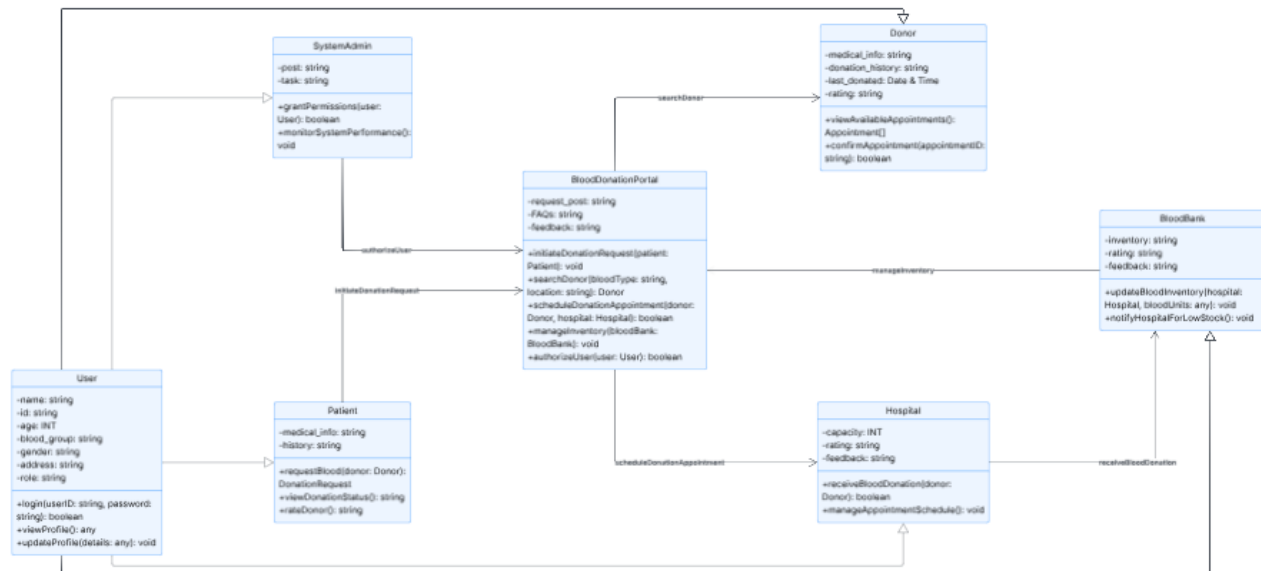 SystemAdmin
-post: string
-task: string
+grantPermissions(user:
User): boolean
+monitorSystemPerformance():
void
Donor
-medical_info: string
-donation_history: string
-last_donated: Date & Time
-rating: string
+viewAvailableAppointments():
Appointment[]
+confirmAppointment(appointmentID:
string): boolean
searchDonor
BloodDonationPortal
-request_post: string
-FAQs: string
-feedback: string
+initiateDonationRequest(patient:
Patient): void
+searchDonor(bloodType: string,
location: string): Donor
+scheduleDonationAppointment(donor:
Donor, hospital: Hospital): boolean
+manageInventory(bloodBank:
BloodBank): void
+authorizeUser(user: User): boolean
BloodBank
-inventory: string
-rating: string
-feedback: string
+updateBloodInventory(hospital:
Hospital, bloodUnits: any): void
+notifyHospitalForLowStock(): void
authorizeUser
manageInventory
initiateDonationRequest
User
-name: string
-id: string
-age: INT
-blood_group: string
-gender: string
-address: string
-role: string
+login(userID: string, password:
string): boolean
+viewProfile(): any
+updateProfile(details: any): void
Patient
-medical_info: string
-history: string
+requestBlood(donor: Donor):
DonationRequest
+viewDonationStatus(): string
+rateDonor(): string
Hospital
-capacity: INT
-rating: string
-feedback: string
+receiveBloodDonation(donor:
Donor): boolean
+manageAppointmentSchedule(): void
scheduleDonationAppointment
receiveBloodDonation